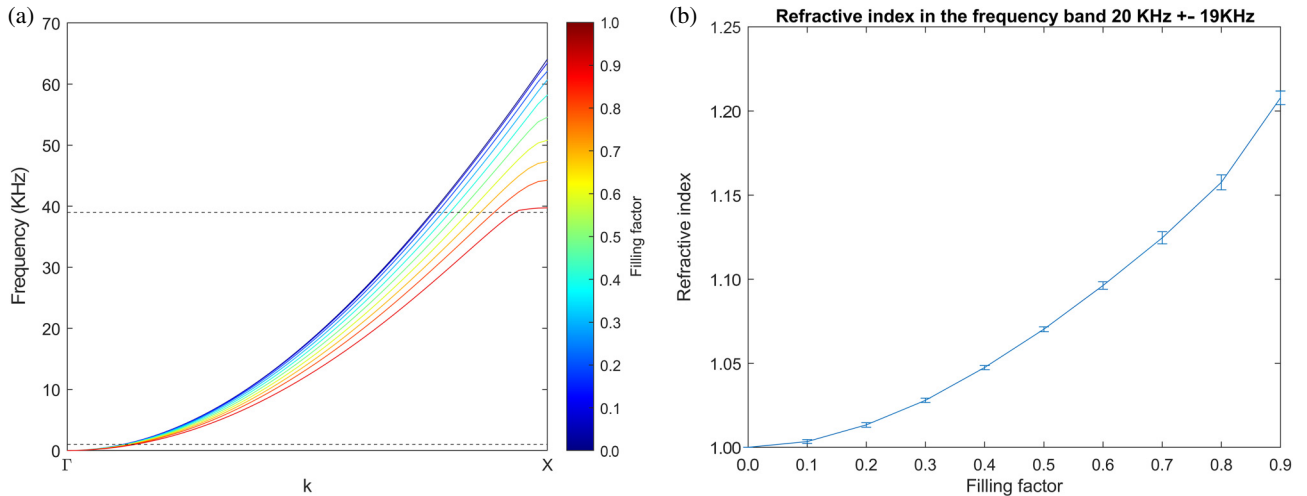 (a)
70
60
50
40
30
20
10
0
Frequency (KHz)
Γ
X
k
1.0
0.9
0.8
0.7
0.6
0.5
0.4
0.3
0.2
0.1
0.0
Filling factor
(b)
Refractive index in the frequency band 20 KHz +- 19KHz
1.25
1.20
1.15
1.10
1.05
1.00
Refractive index
0.0 0.1 0.2 0.3 0.4 0.5 0.6 0.7 0.8 0.9
Filling factor